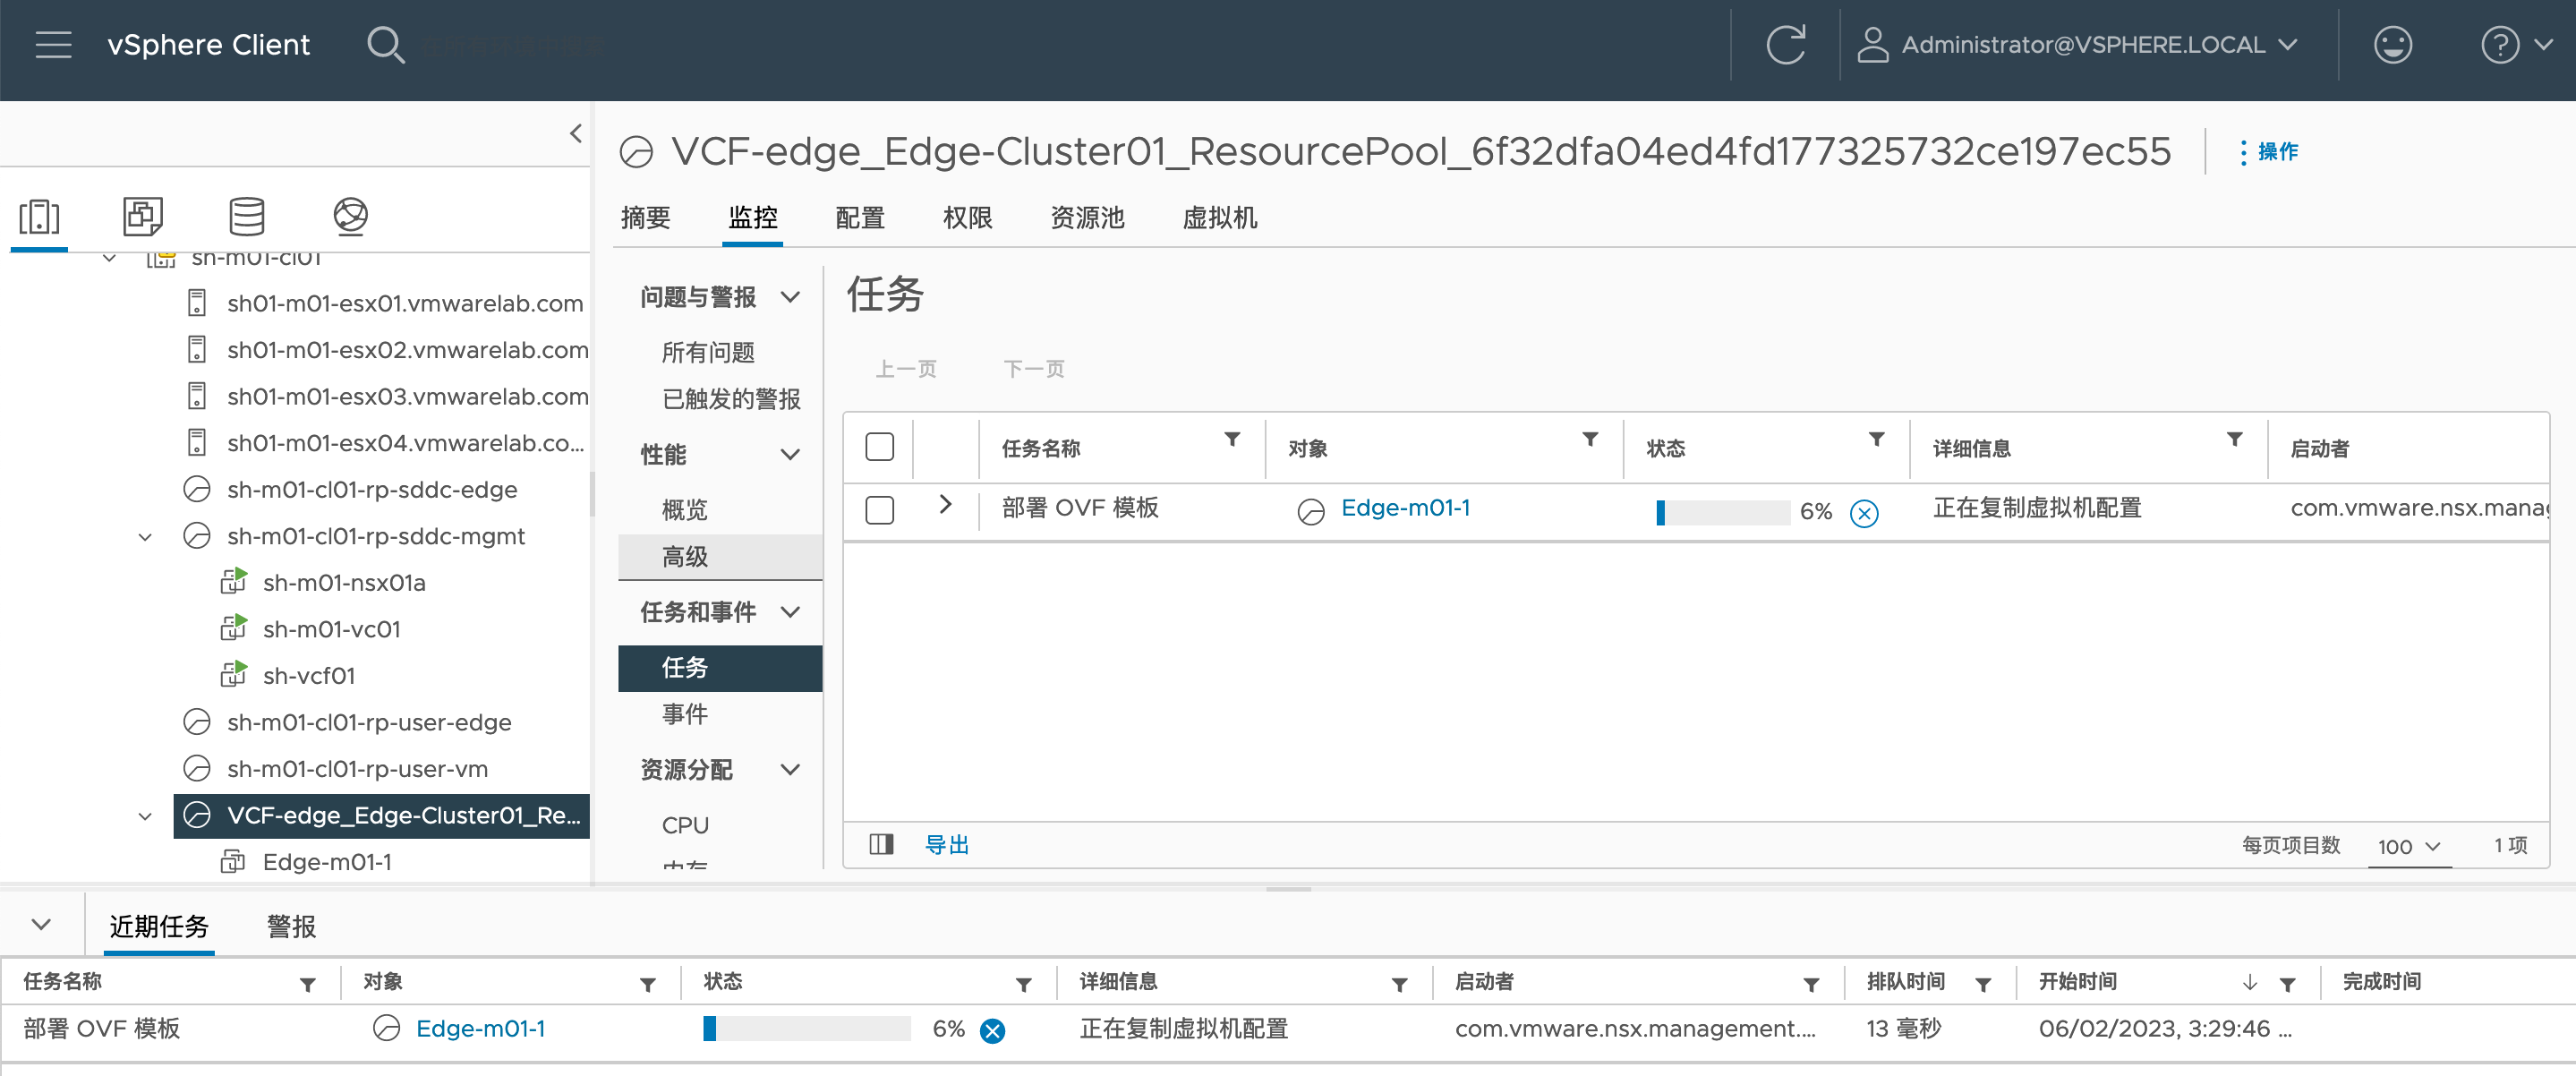 vSphere Client
Administrator@VSPHERE.LOCAL
sh-m01-cl01
sh01-m01-esx01.vmwarelab.com
sh01-m01-esx02.vmwarelab.com
sh01-m01-esx03.vmwarelab.com
sh01-m01-esx04.vmwarelab.co...
sh-m01-cl01-rp-sddc-edge
sh-m01-cl01-rp-sddc-mgmt
sh-m01-nsx01a
sh-m01-vc01
sh-vcf01
sh-m01-cl01-rp-user-edge
sh-m01-cl01-rp-user-vm
VCF-edge_Edge-Cluster01_Re...
Edge-m01-1
VCF-edge_Edge-Cluster01_ResourcePool_6f32dfa04ed4fd177325732ce197ec55
操作
摘要 监控 配置 权限 资源池 虚拟机
问题与警报
所有问题
已触发的警报
性能
概览
高级
任务和事件
任务
事件
资源分配
CPU
内存
任务
上一页 下一页
任务名称 对象 状态 详细信息 启动者
部署 OVF 模板 Edge-m01-1 6% 正在复制虚拟机配置 com.vmware.nsx.manag
导出 每页项目数 100 1 项
近期任务 警报
任务名称 对象 状态 详细信息 启动者 排队时间 开始时间 完成时间
部署 OVF 模板 Edge-m01-1 6% 正在复制虚拟机配置 com.vmware.nsx.management.... 13 毫秒 06/02/2023, 3:29:46 ...